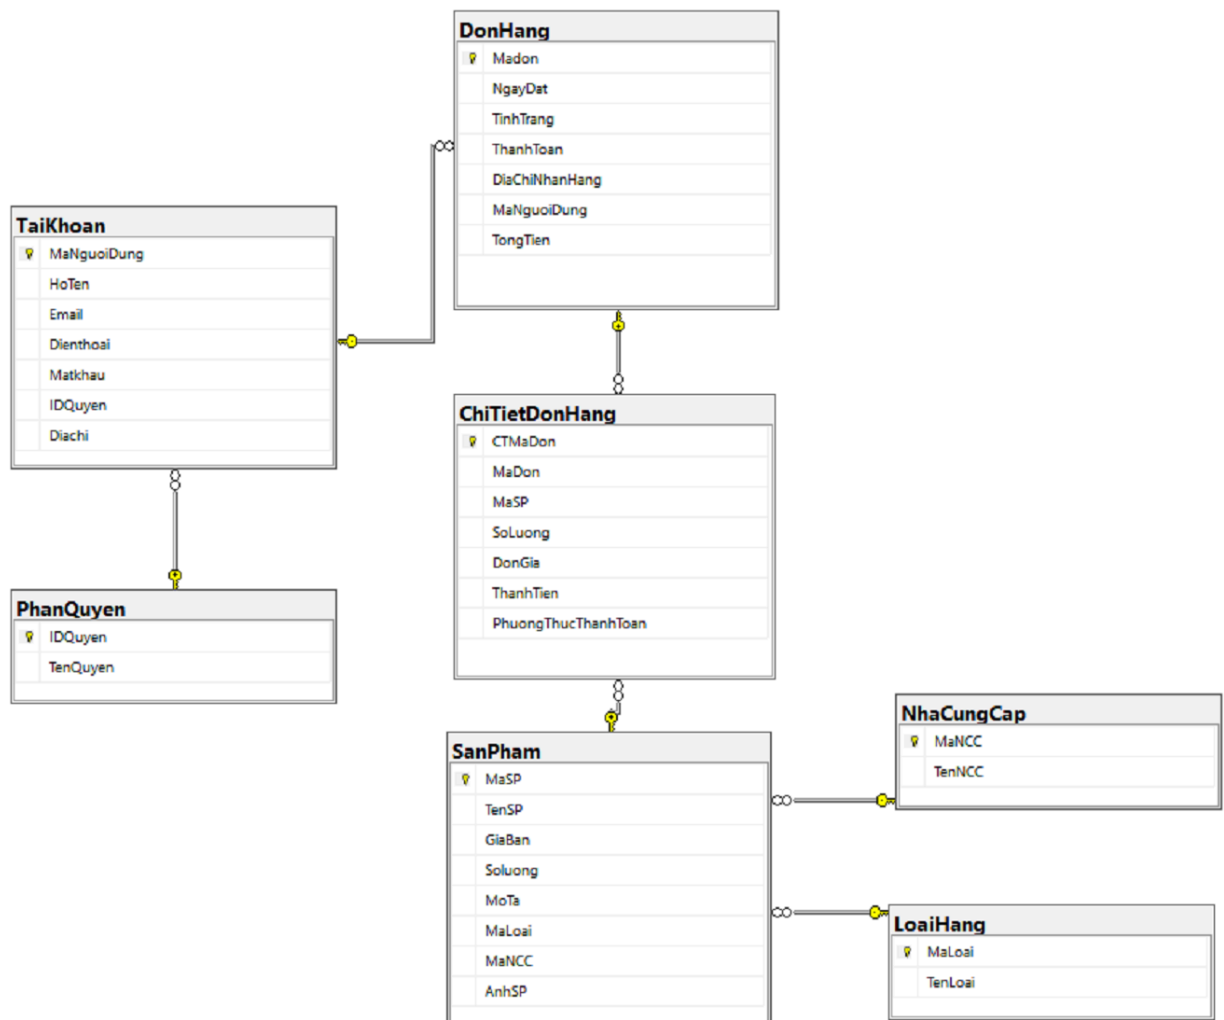 DonHang
Madon
NgayDat
TinhTrang
ThanhToan
DiaChiNhanHang
MaNguoiDung
TongTien
TaiKhoan
MaNguoiDung
HoTen
Email
Dienthoai
Matkhau
IDQuyen
Diachi
ChiTietDonHang
CTMaDon
MaDon
MaSP
SoLuong
DonGia
ThanhTien
PhuongThucThanhToan
PhanQuyen
IDQuyen
TenQuyen
SanPham
MaSP
TenSP
GiaBan
Soluong
MoTa
MaLoai
MaNCC
AnhSP
NhaCungCap
MaNCC
TenNCC
LoaiHang
MaLoai
TenLoai